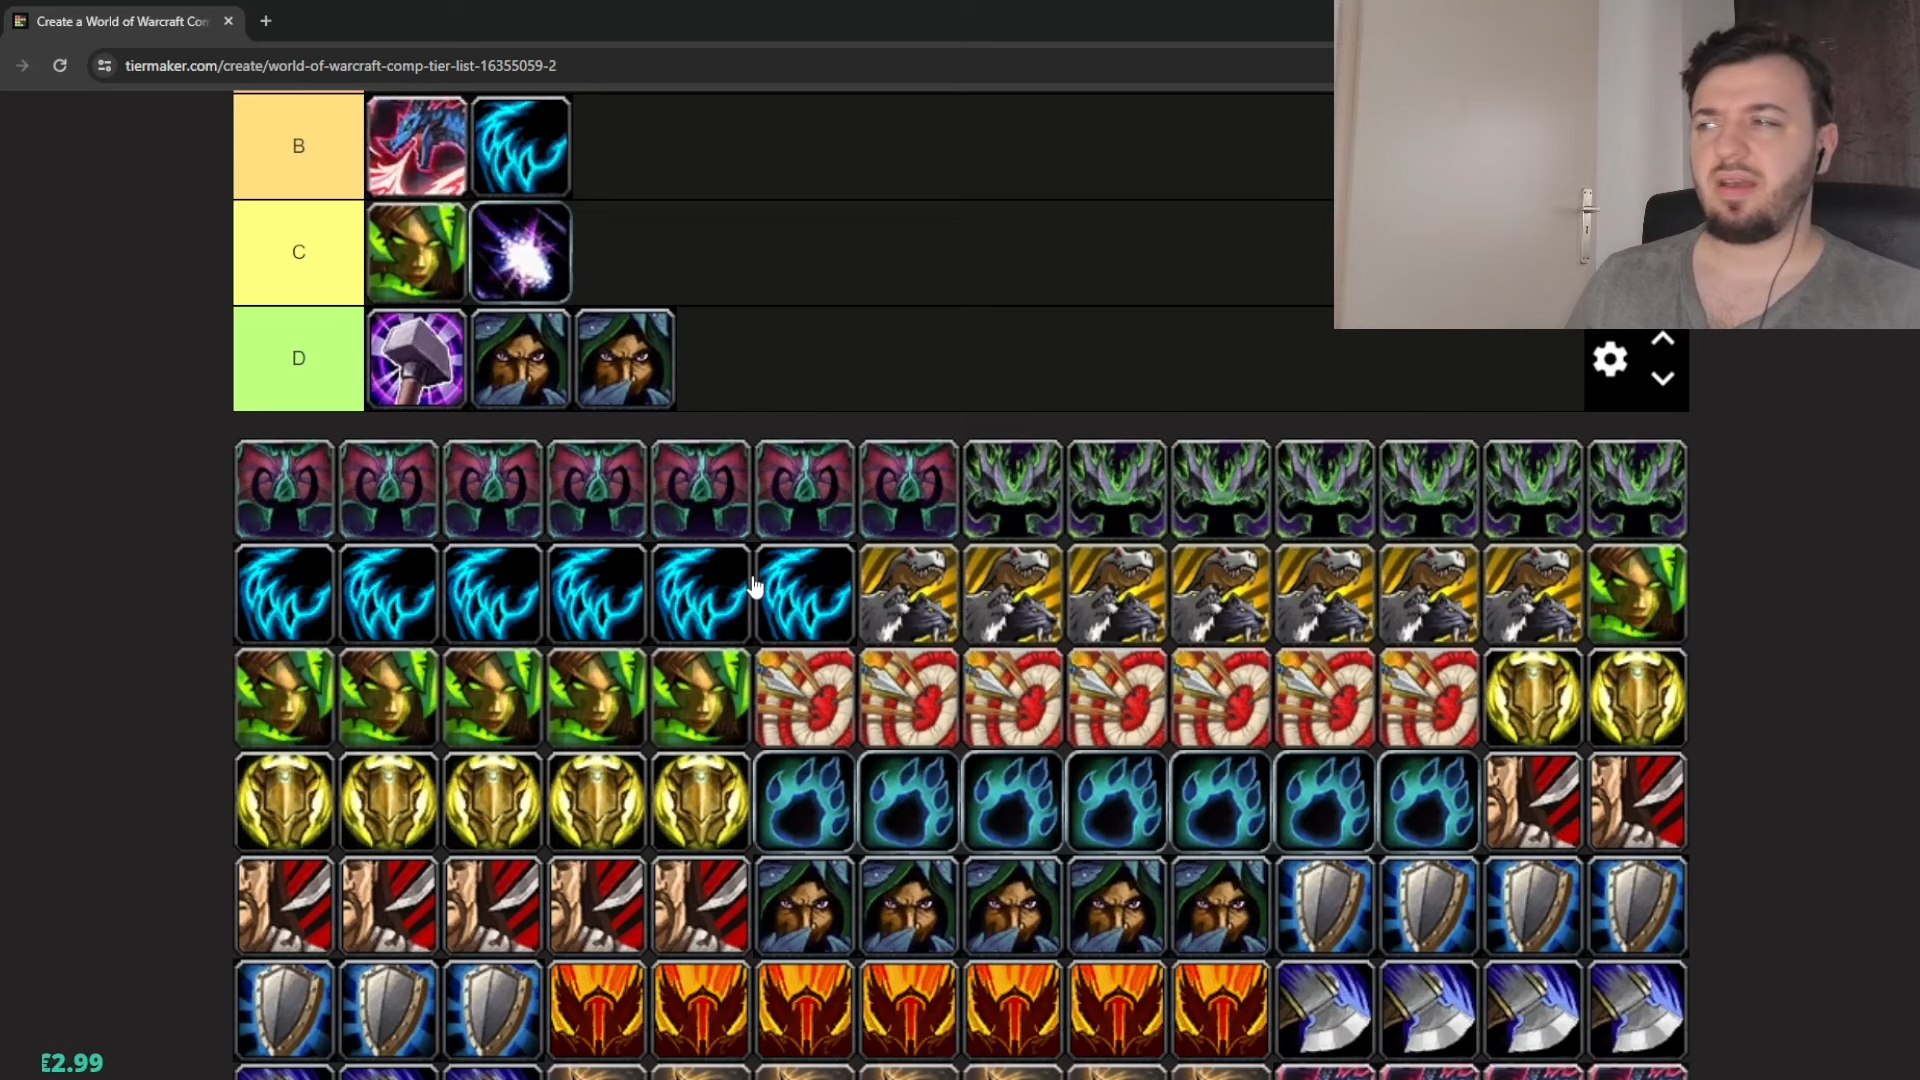 Create a World of Warcraft Con
tiermaker.com/create/world-of-warcraft-comp-tier-list-16355059-2
B
C
D
£2.99